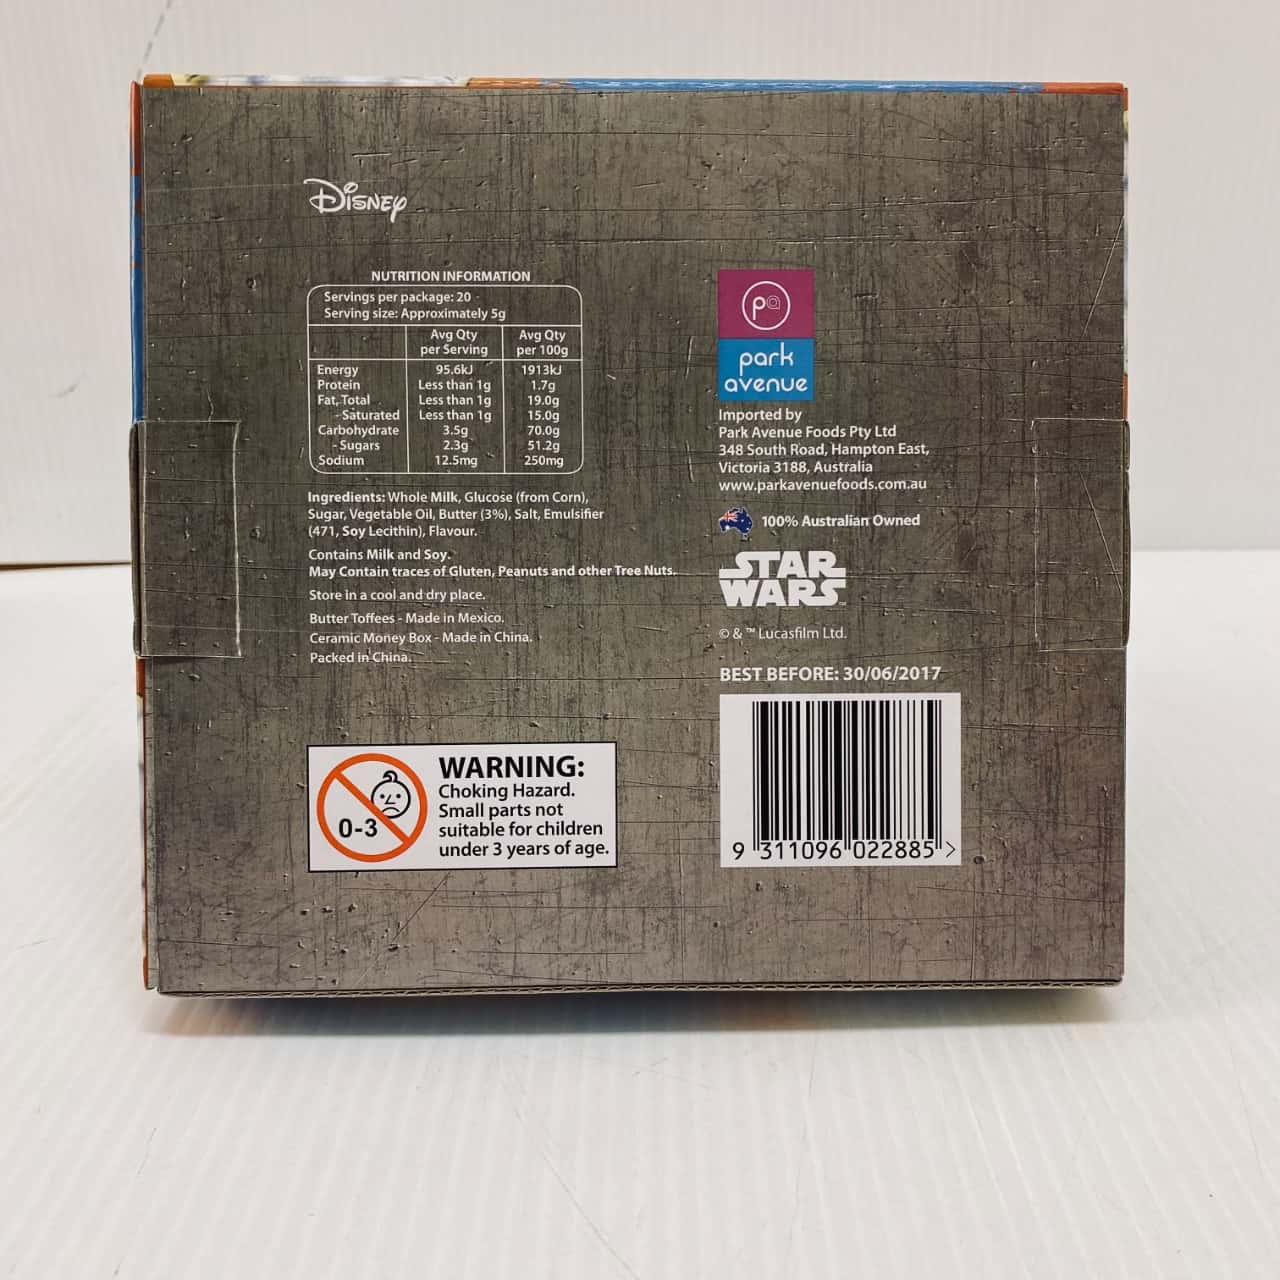 Disney
NUTRITION INFORMATION
Servings per package: 20
Serving size: Approximately 5g
Avg Qty per Serving Avg Qty per 100g
Energy 95.6kJ 1913kJ
Protein Less than 1g 1.7g
Fat, Total Less than 1g 19.0g
- Saturated Less than 1g 15.0g
Carbohydrate 3.5g 70.0g
- Sugars 2.3g 51.2g
Sodium 12.5mg 250mg
Ingredients: Whole Milk, Glucose (from Corn),
Sugar, Vegetable Oil, Butter (3%), Salt, Emulsifier
(471, Soy Lecithin), Flavour.
Contains Milk and Soy.
May Contain traces of Gluten, Peanuts and other Tree Nuts.
Store in a cool and dry place.
Butter Toffees - Made in Mexico.
Ceramic Money Box - Made in China.
Packed in China.
WARNING:
Choking Hazard.
Small parts not
suitable for children
under 3 years of age.
0-3
pa
park
avenue
Imported by
Park Avenue Foods Pty Ltd
348 South Road, Hampton East,
Victoria 3188, Australia
www.parkavenuefoods.com.au
100% Australian Owned
STAR
WARS
© & ™ Lucasfilm Ltd.
BEST BEFORE: 30/06/2017
9 311096 022885 >